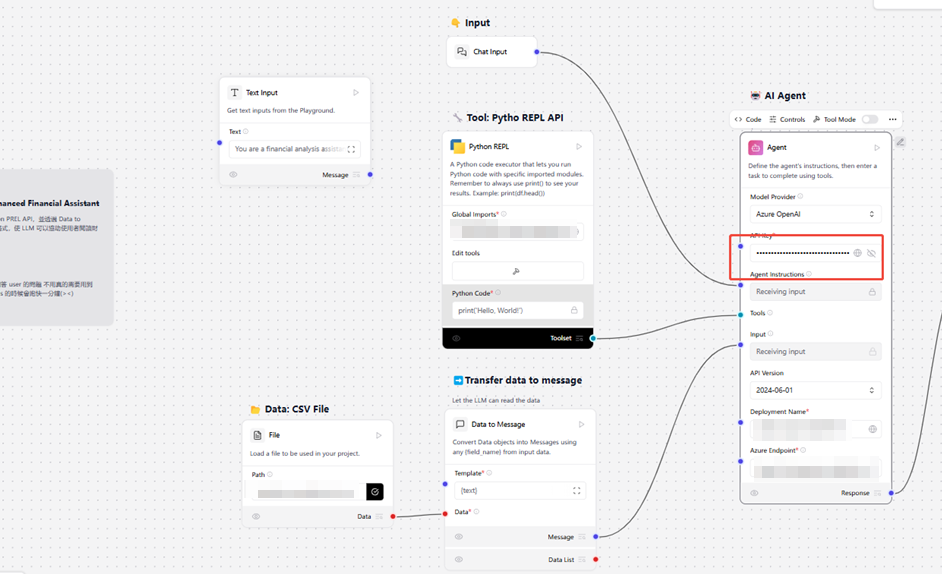 Input
Chat Input
Text Input
Get text inputs from the Playground.
Text
You are a financial analysis assisto
Message
hanced Financial Assistant
on PREL API, 並透過 Data to
格式，使 LLM 可以協助使用者閱讀財
答 user 的問題 不用真的需要用到
s 的時候會能快一分鐘(><)
Tool: Pytho REPL API
Python REPL
A Python code executor that lets you run
Python code with specific imported modules.
Remember to always use print() to see your
results. Example: print(df.head())
Global Imports*
Edit tools
Python Code*
print('Hello, World!')
Toolset
Transfer data to message
Let the LLM can read the data
Data to Message
Convert Data objects into Messages using
any {field_name} from input data.
Template*
{text}
Data*
Message
Data List
Data: CSV File
File
Load a file to be used in your project.
Path
Data
AI Agent
Code
Controls
Tool Mode
Agent
Define the agent's instructions, then enter a
task to complete using tools.
Model Provider
Azure OpenAI
API Key*
Agent Instructions
Receiving input
Tools
Input
Receiving input
API Version
2024-06-01
Deployment Name*
Azure Endpoint*
Response